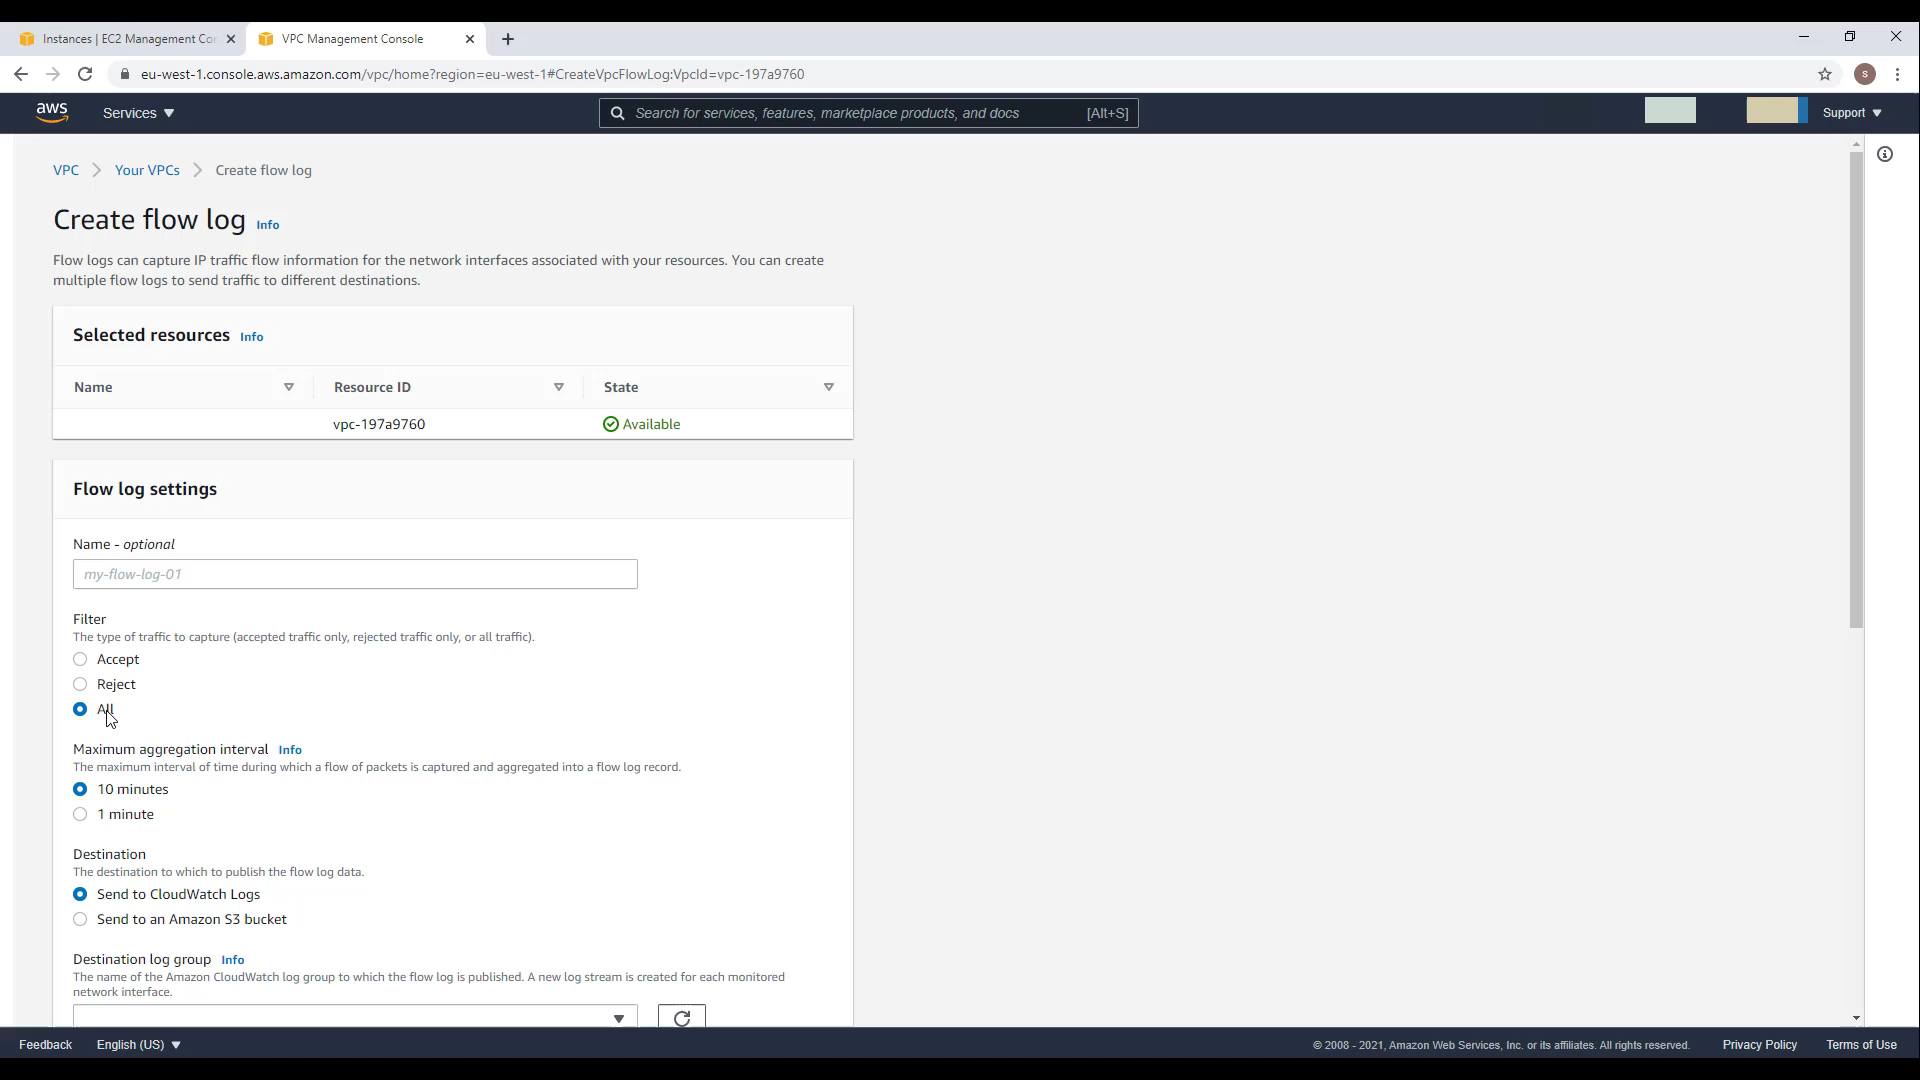 Instances | EC2 Management Con
VPC Management Console
eu-west-1.console.aws.amazon.com/vpc/home?region=eu-west-1#CreateVpcFlowLog:VpcId=vpc-197a9760
S
aws
Services
Search for services, features, marketplace products, and docs
[Alt+S]
Support
VPC
Your VPCs
Create flow log
Create flow log Info
Flow logs can capture IP traffic flow information for the network interfaces associated with your resources. You can create
multiple flow logs to send traffic to different destinations.
Selected resources Info
Name
Resource ID
State
vpc-197a9760
Available
Flow log settings
Name - optional
my-flow-log-01
Filter
The type of traffic to capture (accepted traffic only, rejected traffic only, or all traffic).
Accept
Reject
All
Maximum aggregation interval Info
The maximum interval of time during which a flow of packets is captured and aggregated into a flow log record.
10 minutes
1 minute
Destination
The destination to which to publish the flow log data.
Send to CloudWatch Logs
Send to an Amazon S3 bucket
Destination log group Info
The name of the Amazon CloudWatch log group to which the flow log is published. A new log stream is created for each monitored
network interface.
Feedback
English (US)
© 2008 - 2021, Amazon Web Services, Inc. or its affiliates. All rights reserved.
Privacy Policy
Terms of Use